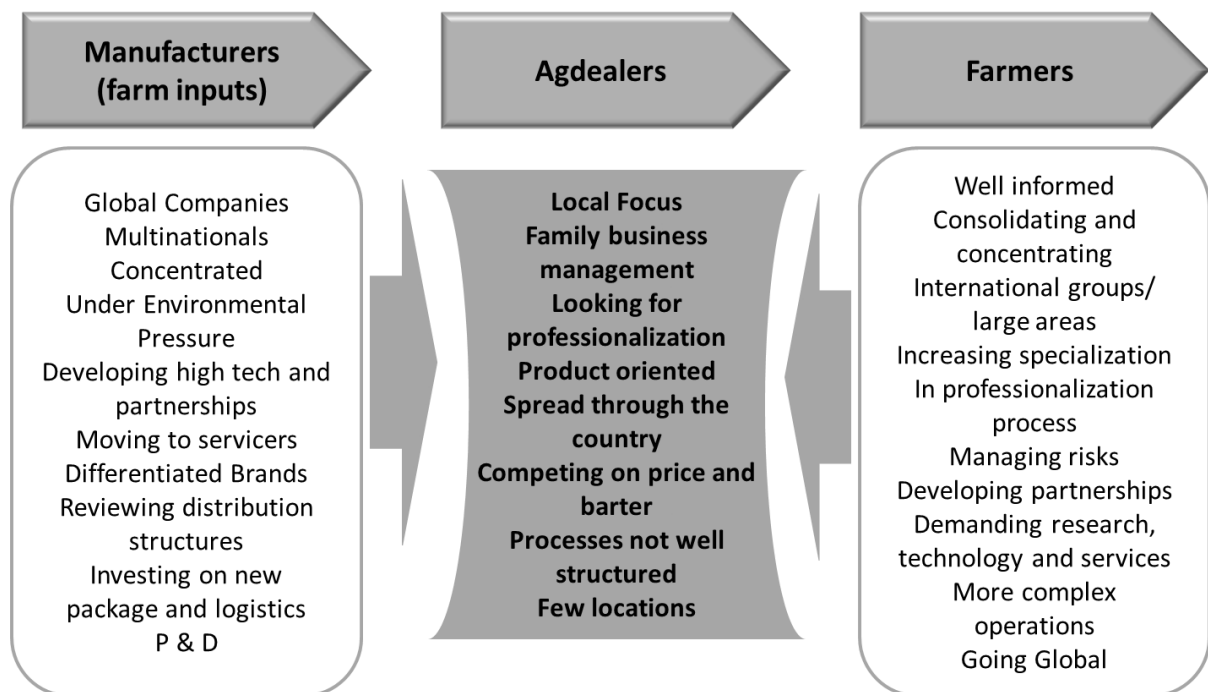 Manufacturers
(farm inputs)
Agdealers
Farmers
Global Companies
Multinationals
Concentrated
Under Environmental
Pressure
Developing high tech and
partnerships
Moving to servicers
Differentiated Brands
Reviewing distribution
structures
Investing on new
package and logistics
P & D
Local Focus
Family business
management
Looking for
professionalization
Product oriented
Spread through the
country
Competing on price and
barter
Processes not well
structured
Few locations
Well informed
Consolidating and
concentrating
International groups/
large areas
Increasing specialization
In professionalization
process
Managing risks
Developing partnerships
Demanding research,
technology and services
More complex
operations
Going Global